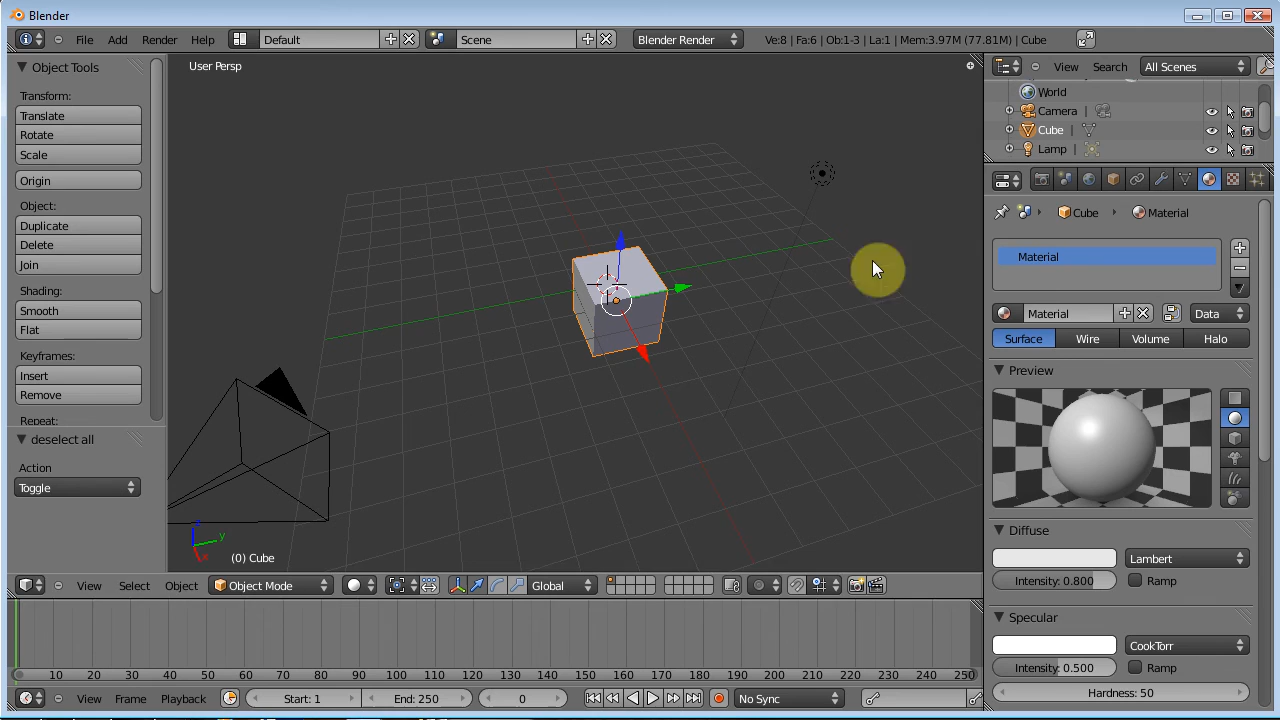 Blender
File Add Render Help Default Scene Blender Render Ve:8 | Fa:6 | Ob:1-3 | La:1 | Mem:3.97M (77.81M) | Cube
Object Tools
Transform:
Translate
Rotate
Scale
Origin
Object:
Duplicate
Delete
Join
Shading:
Smooth
Flat
Keyframes:
Insert
Remove
Repeat:
deselect all
Action
Toggle
User Persp
z
y
x
(0) Cube
View Select Object Object Mode Global
10 20 30 40 50 60 70 80 90 100 110 120 130 140 150 160 170 180 190 200 210 220 230 240 250
View Frame Playback Start: 1 End: 250 0 No Sync
View Search All Scenes
World
Camera |
Cube |
Lamp |
Cube Material
Material
Material Data
Surface Wire Volume Halo
Preview
Diffuse
Lambert
Intensity: 0.800 Ramp
Specular
CookTorr
Intensity: 0.500 Ramp
Hardness: 50